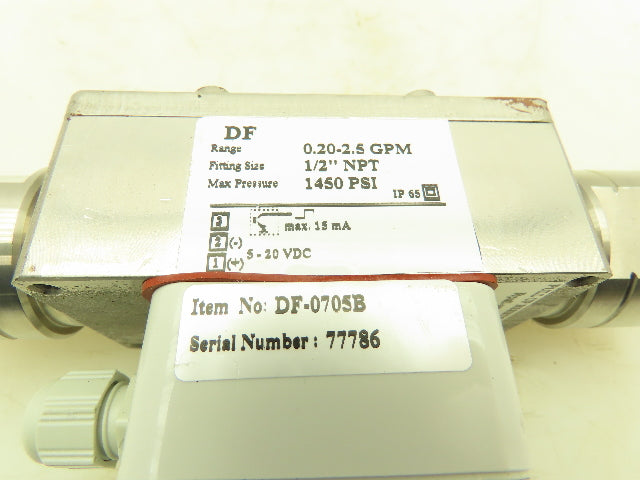 DF
Range 0.20-2.5 GPM
Fitting Size 1/2" NPT
Max Pressure 1450 PSI
IP 65
3 max. 15 mA
2 (-)
1 (+) 5 - 20 VDC
Item No: DF-0705B
Serial Number: 77786